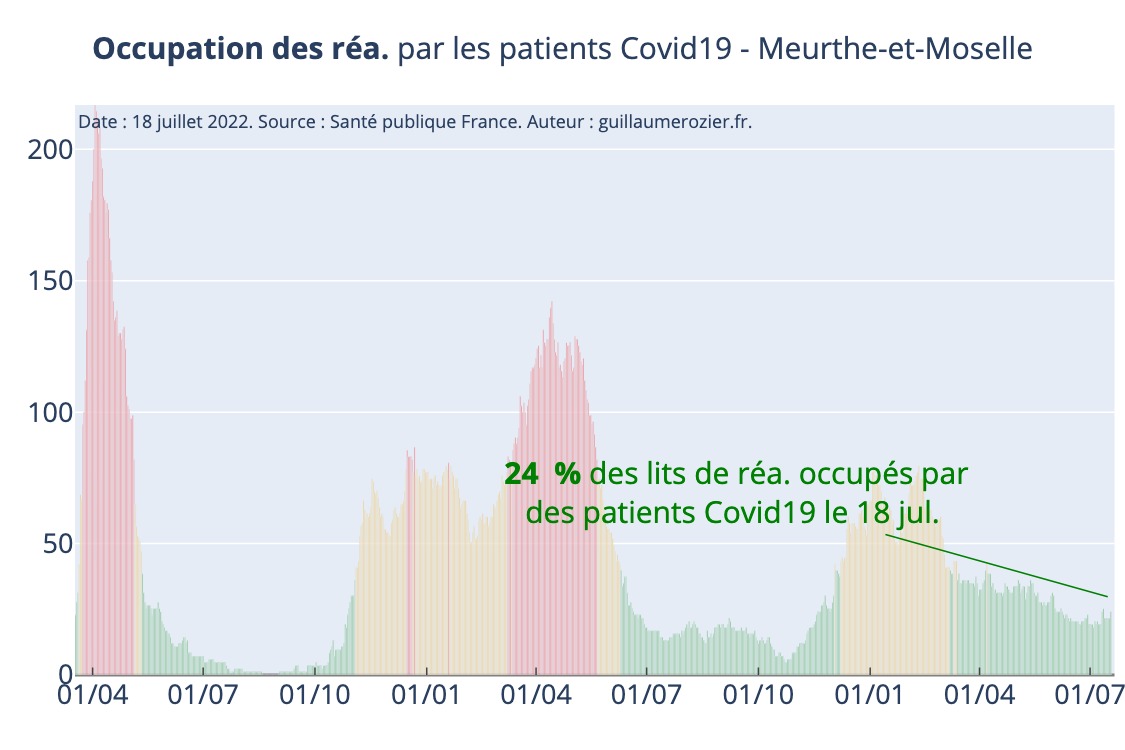 Occupation des réa. par les patients Covid19 - Meurthe-et-Moselle
Date : 18 juillet 2022. Source : Santé publique France. Auteur : guillaumerozier.fr.
200
150
100
24 % des lits de réa. occupés par
des patients Covid19 le 18 jul.
50
0
01/04 01/07 01/10 01/01 01/04 01/07 01/10 01/01 01/04 01/07